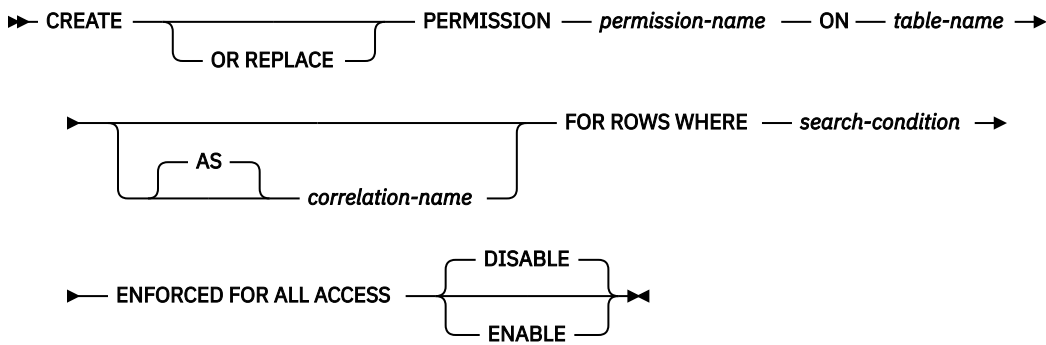 CREATE PERMISSION permission-name ON table-name
OR REPLACE
FOR ROWS WHERE search-condition
AS
correlation-name
DISABLE
ENFORCED FOR ALL ACCESS
ENABLE